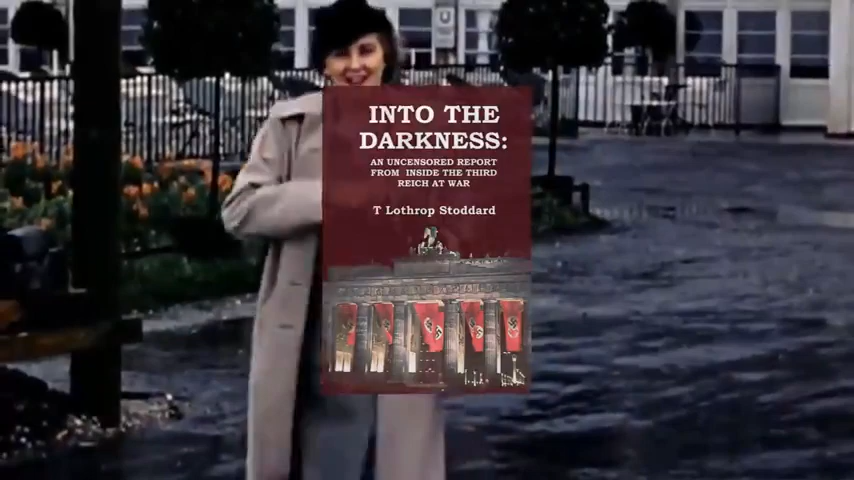 INTO THE
DARKNESS:
AN UNCENSORED REPORT
FROM INSIDE THE THIRD
REICH AT WAR
T Lothrop Stoddard